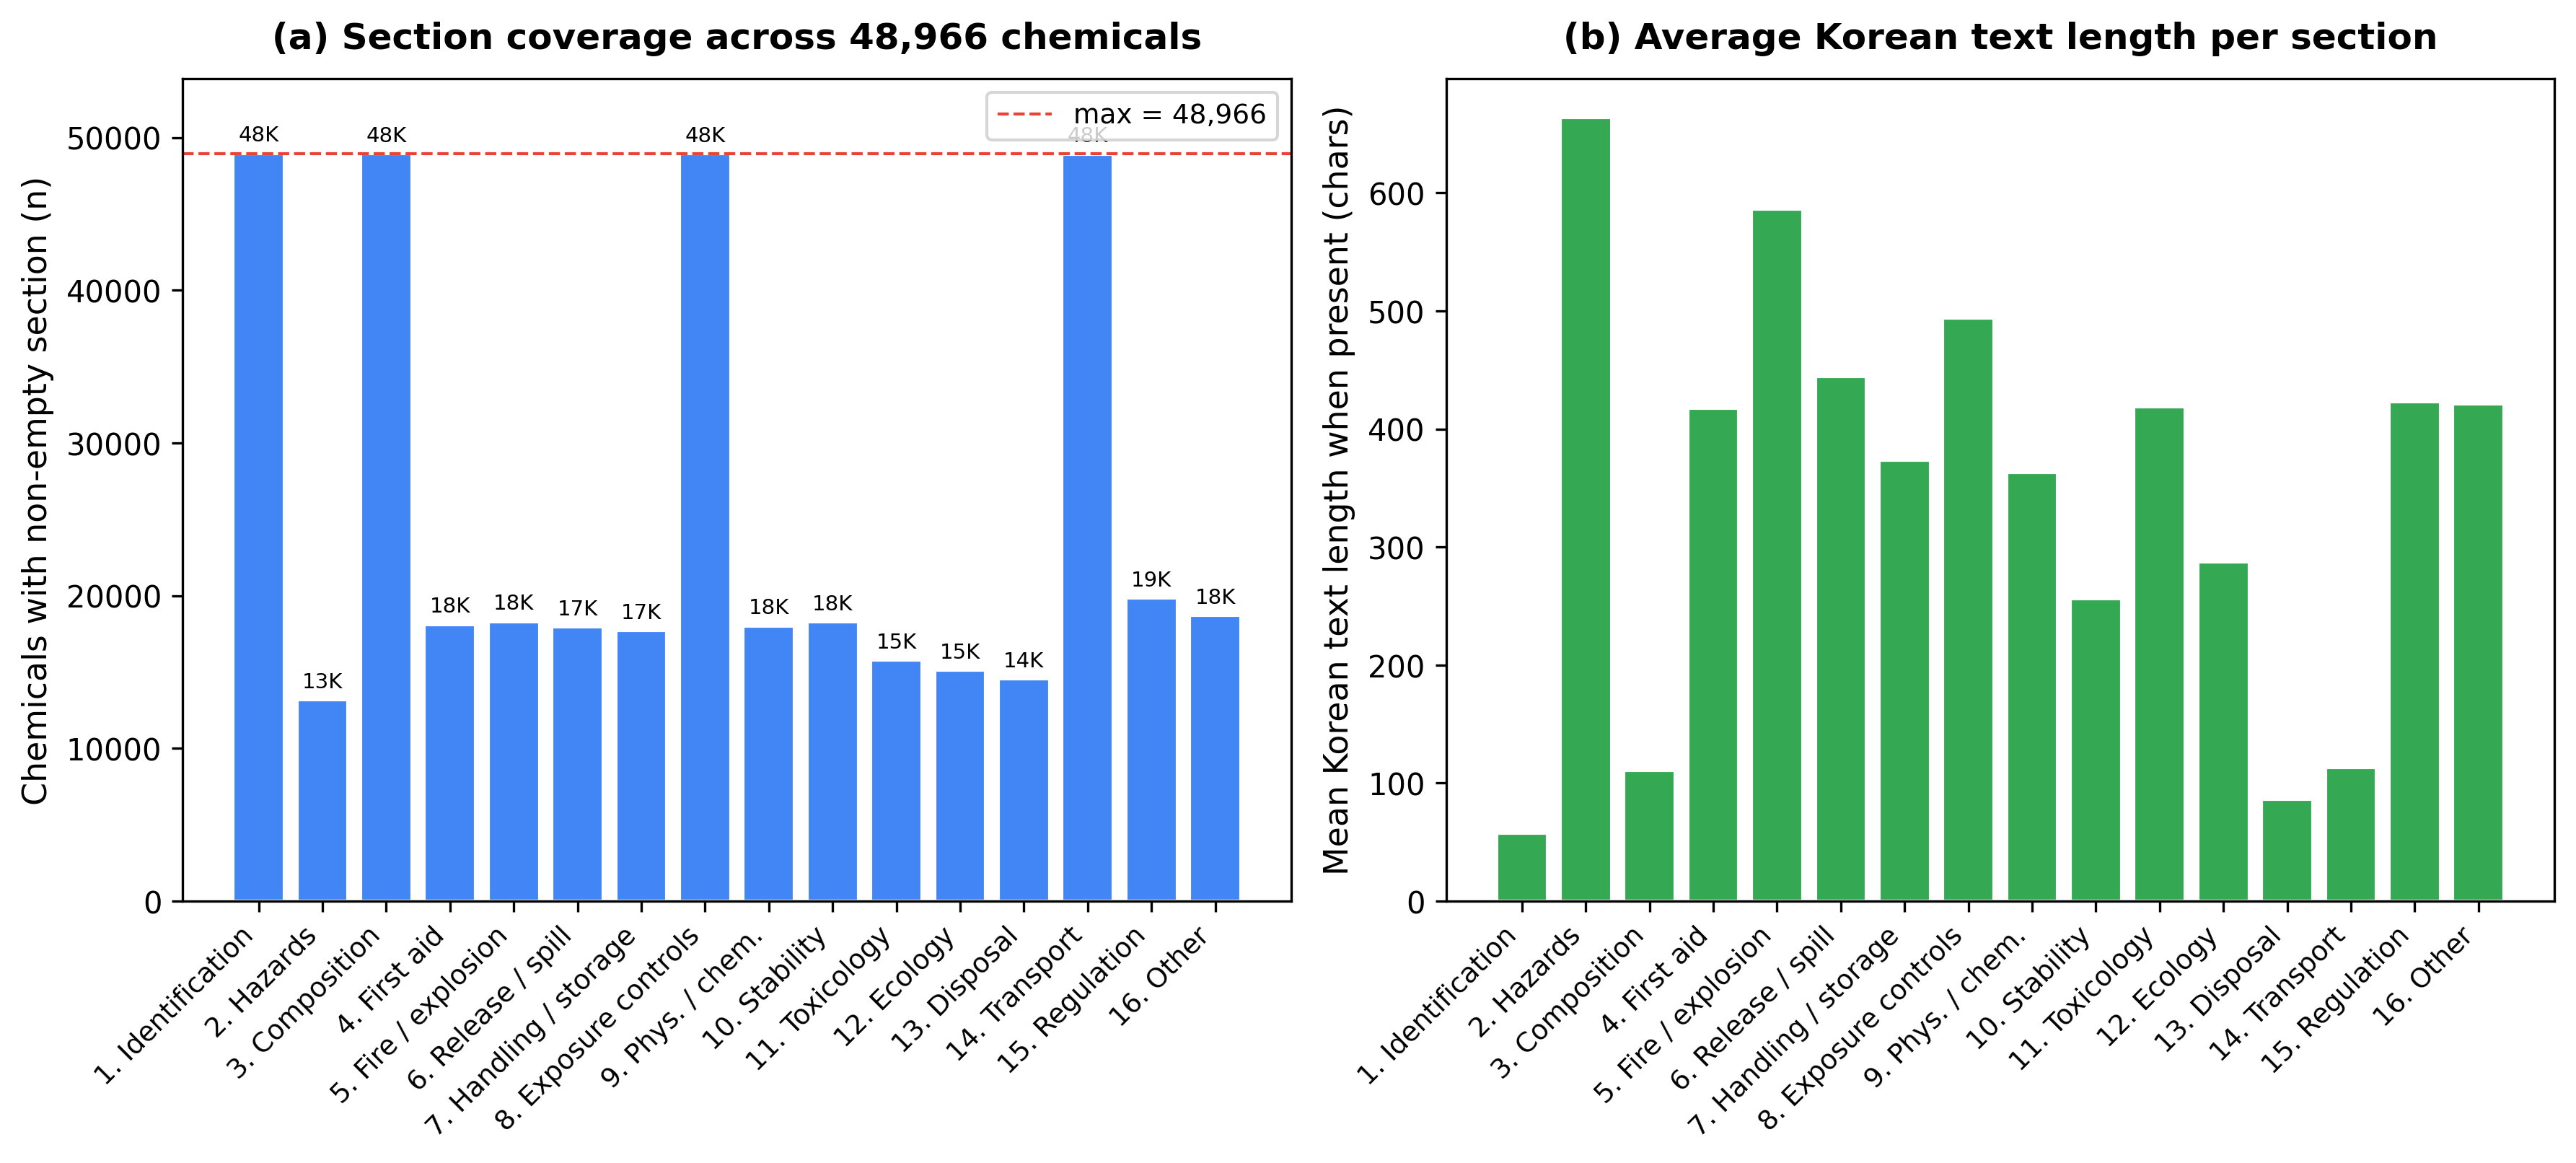 (a) Section coverage across 48,966 chemicals
Chemicals with non-empty section (n)
50000
40000
30000
20000
10000
0
max = 48,966
48K
13K
48K
18K
18K
17K
17K
48K
18K
18K
15K
15K
14K
48K
19K
18K
1. Identification
2. Hazards
3. Composition
4. First aid
5. Fire / explosion
6. Release / spill
7. Handling / storage
8. Exposure controls
9. Phys. / chem.
10. Stability
11. Toxicology
12. Ecology
13. Disposal
14. Transport
15. Regulation
16. Other
(b) Average Korean text length per section
Mean Korean text length when present (chars)
600
500
400
300
200
100
0
1. Identification
2. Hazards
3. Composition
4. First aid
5. Fire / explosion
6. Release / spill
7. Handling / storage
8. Exposure controls
9. Phys. / chem.
10. Stability
11. Toxicology
12. Ecology
13. Disposal
14. Transport
15. Regulation
16. Other